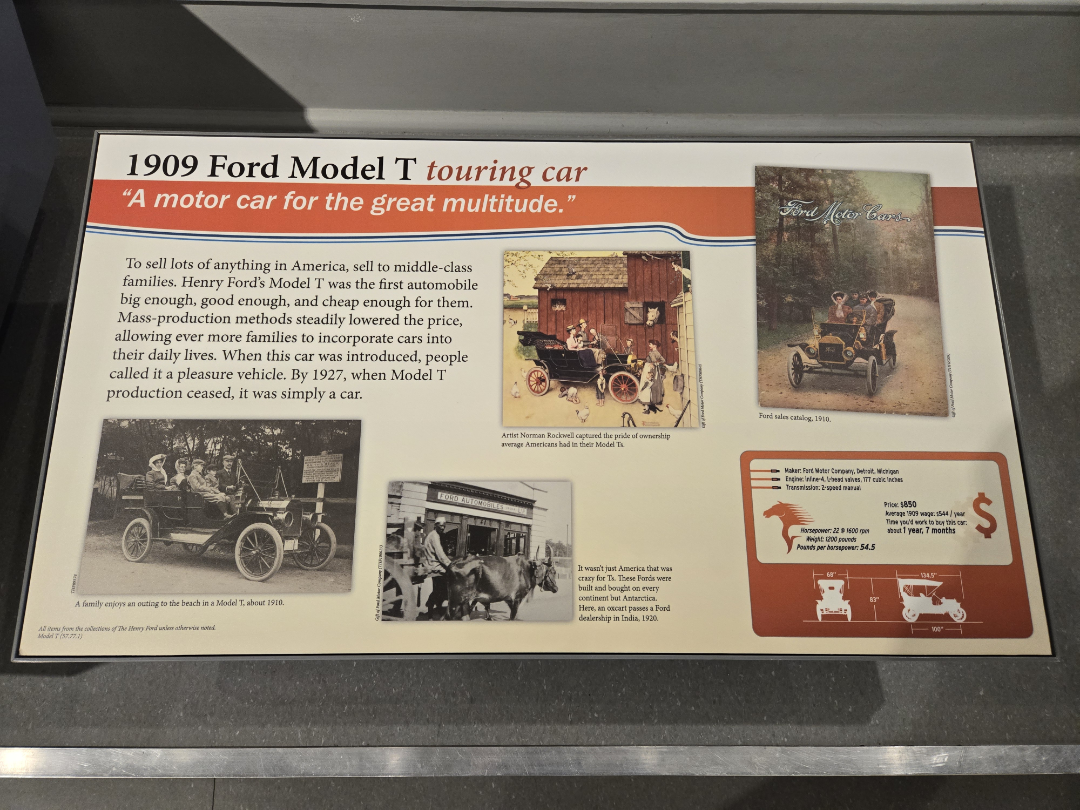 1909 Ford Model T touring car
"A motor car for the great multitude."
To sell lots of anything in America, sell to middle-class
families. Henry Ford's Model T was the first automobile
big enough, good enough, and cheap enough for them.
Mass-production methods steadily lowered the price,
allowing ever more families to incorporate cars into
their daily lives. When this car was introduced, people
called it a pleasure vehicle. By 1927, when Model T
production ceased, it was simply a car.
Artist Norman Rockwell captured the pride of ownership
average Americans had in their Model Ts.
Ford Motor Cars
Ford sales catalog, 1910.
A family enjoys an outing to the beach in a Model T, about 1910.
FORD AUTOMOBILES
It wasn't just America that was
crazy for Ts. These Fords were
built and bought on every
continent but Antarctica.
Here, an oxcart passes a Ford
dealership in India, 1920.
Maker: Ford Motor Company, Detroit, Michigan
Engine: inline-4, L-head valves, 177 cubic inches
Transmission: 2-speed manual
Horsepower: 22 @ 1600 rpm
Weight: 1200 pounds
Pounds per horsepower: 54.5
Price: $850
Average 1909 wage: $544 / year
Time you'd work to buy this car:
about 1 year, 7 months
$
68"
83"
134.5"
100"
All items from the collections of The Henry Ford unless otherwise noted.
Model T (57.77.1)